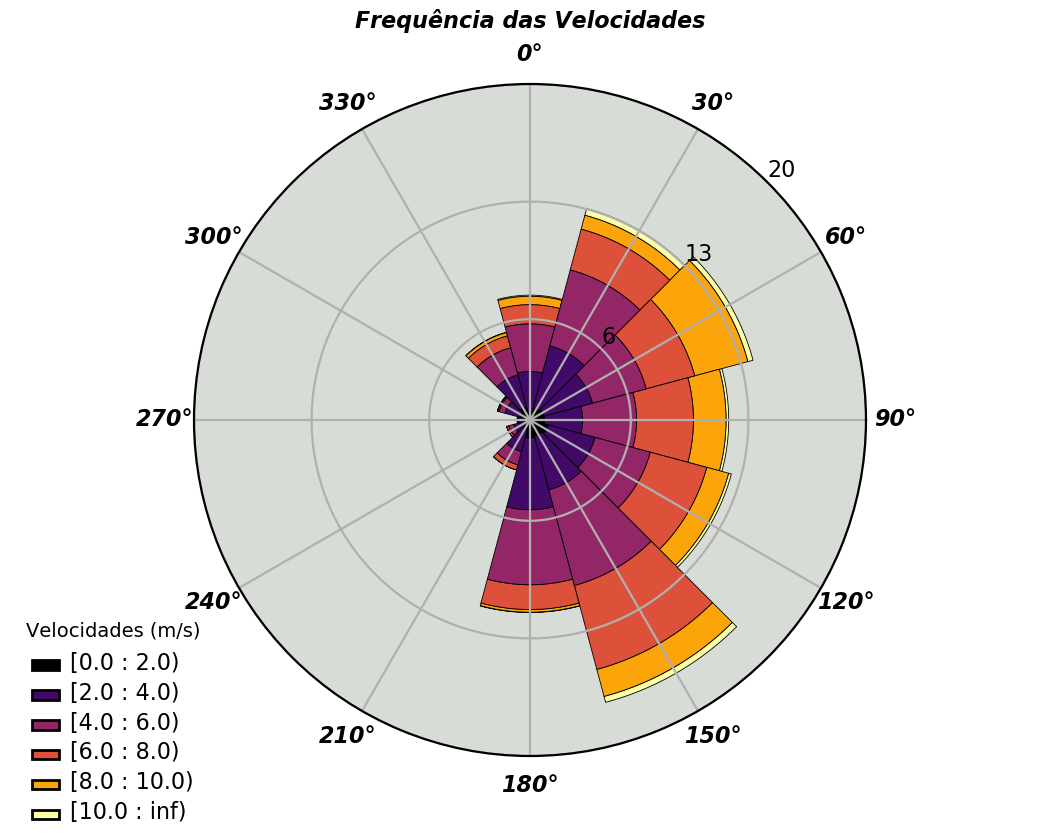 Frequência das Velocidades
0°
330°
30°
20
300°
60°
13
6
270°
90°
240°
120°
210°
150°
180°
Velocidades (m/s)
[0.0 : 2.0)
[2.0 : 4.0)
[4.0 : 6.0)
[6.0 : 8.0)
[8.0 : 10.0)
[10.0 : inf)